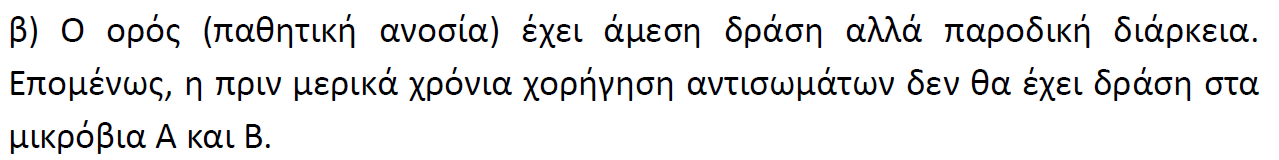 β) Ο ορός (παθητική ανοσία) έχει άμεση δράση αλλά παροδική διάρκεια.
Επομένως, η πριν μερικά χρόνια χορήγηση αντισωμάτων δεν θα έχει δράση στα
μικρόβια Α και Β.